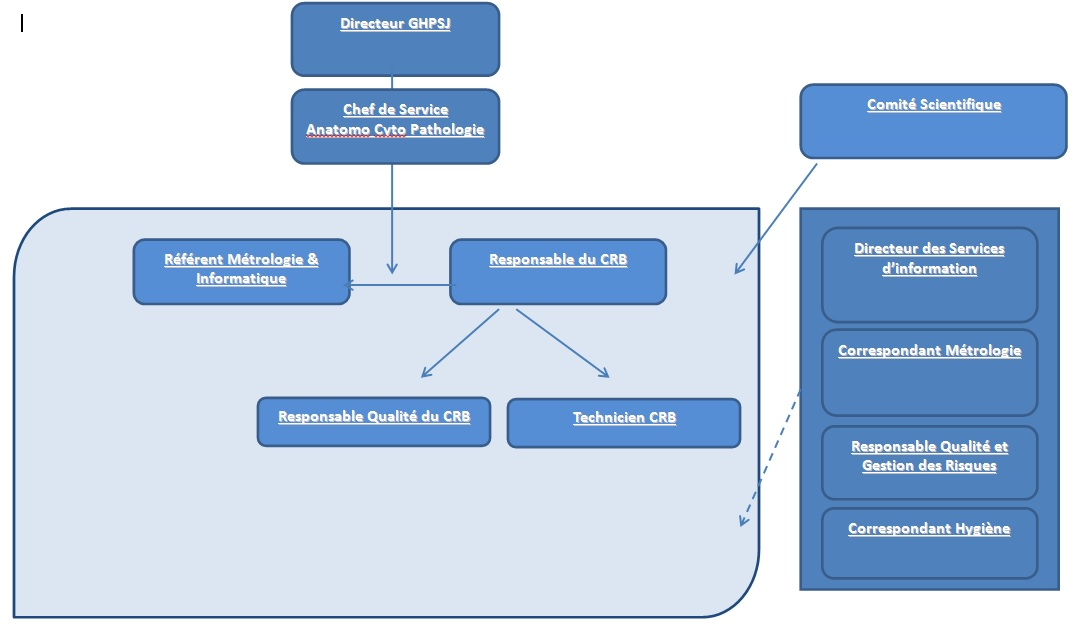 Directeur GHPSJ
Chef de Service
Anatomo Cyto Pathologie
Comité Scientifique
Référent Métrologie &
Informatique
Responsable du CRB
Responsable Qualité du CRB
Technicien CRB
Directeur des Services
d'information
Correspondant Métrologie
Responsable Qualité et
Gestion des Risques
Correspondant Hygiène